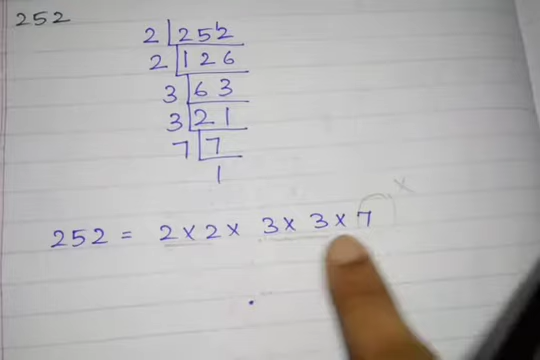 252
2 | 252
2 | 126
3 | 63
3 | 21
7 | 7
1
252 = 2 × 2 × 3 × 3 × 7
×